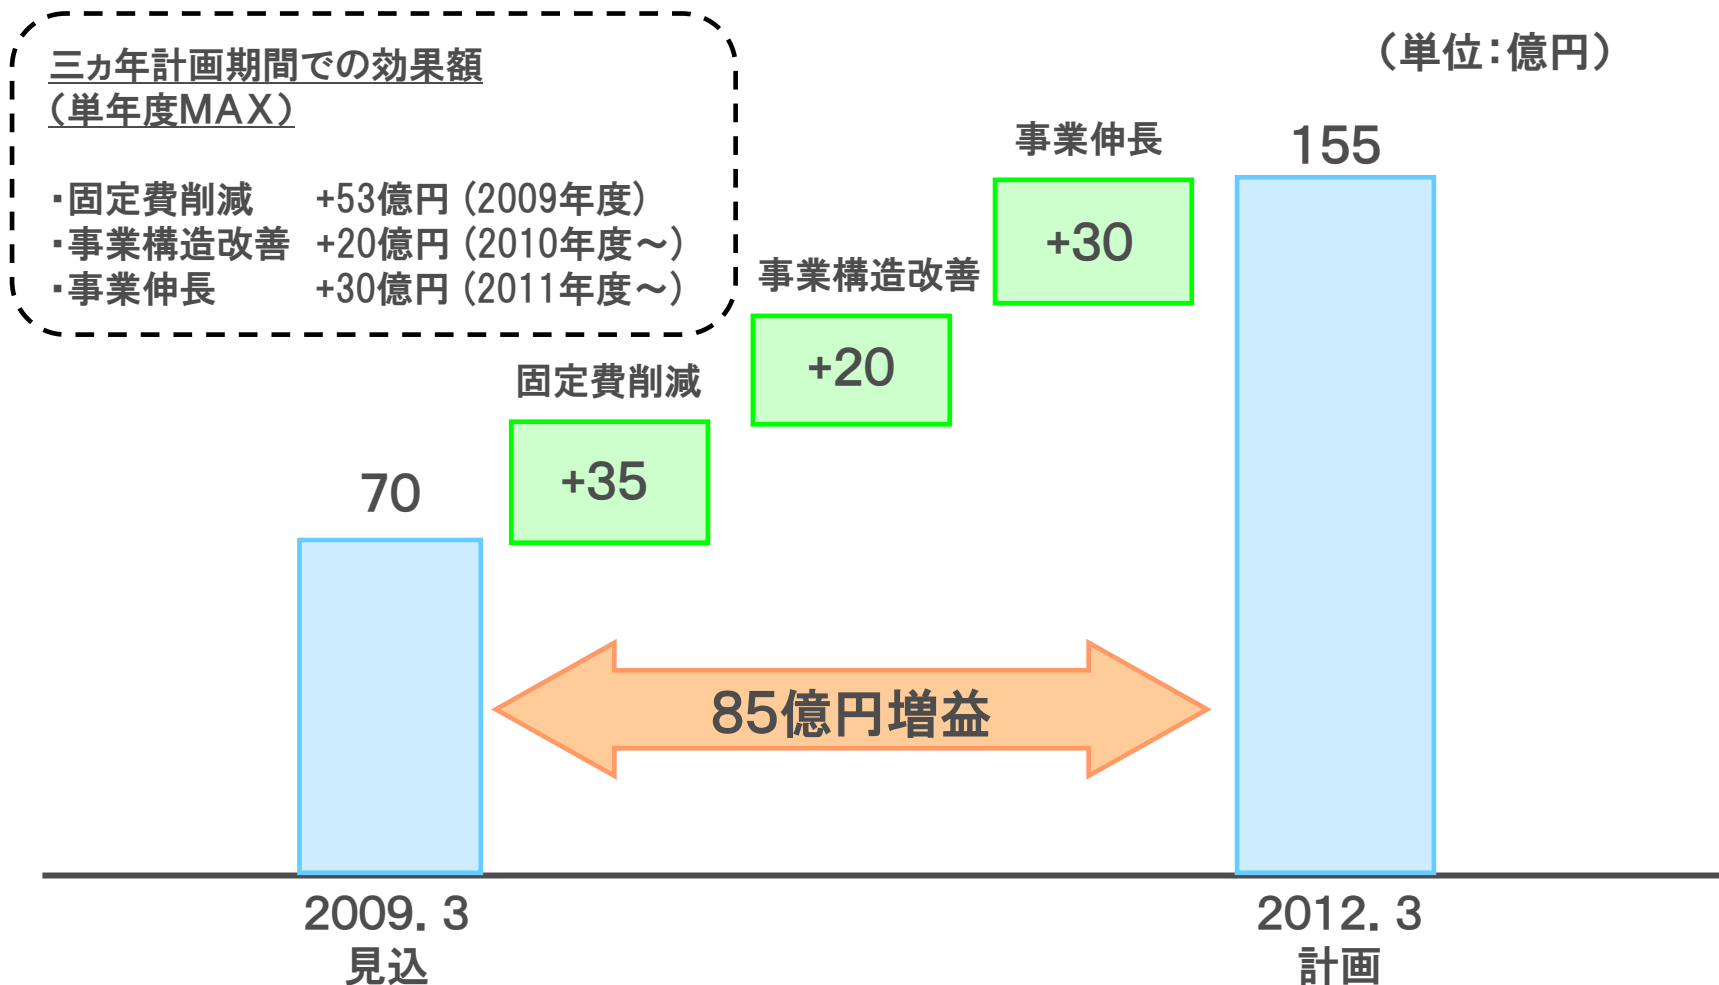 三ヵ年計画期間での効果額
（単年度MAX）
・固定費削減 +53億円 (2009年度)
・事業構造改善 +20億円 (2010年度～)
・事業伸長 +30億円 (2011年度～)
（単位：億円）
事業伸長
155
+30
事業構造改善
+20
固定費削減
+35
70
85億円増益
2009．3
見込
2012．3
計画